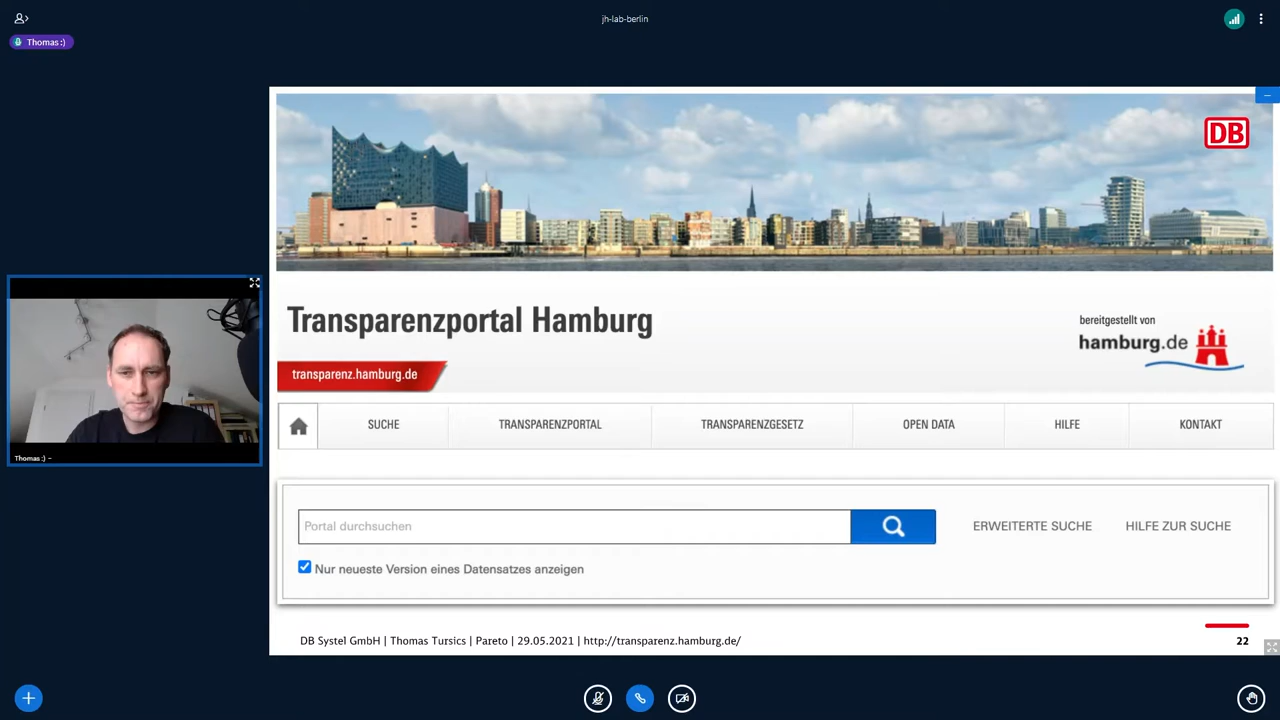 jh-lab-berlin
Thomas :)
DB
Transparenzportal Hamburg
bereitgestellt von
hamburg.de
transparenz.hamburg.de
SUCHE
TRANSPARENZPORTAL
TRANSPARENZGESETZ
OPEN DATA
HILFE
KONTAKT
Portal durchsuchen
ERWEITERTE SUCHE
HILFE ZUR SUCHE
Nur neueste Version eines Datensatzes anzeigen
Thomas :)
DB Systel GmbH | Thomas Tursics | Pareto | 29.05.2021 | http://transparenz.hamburg.de/
22